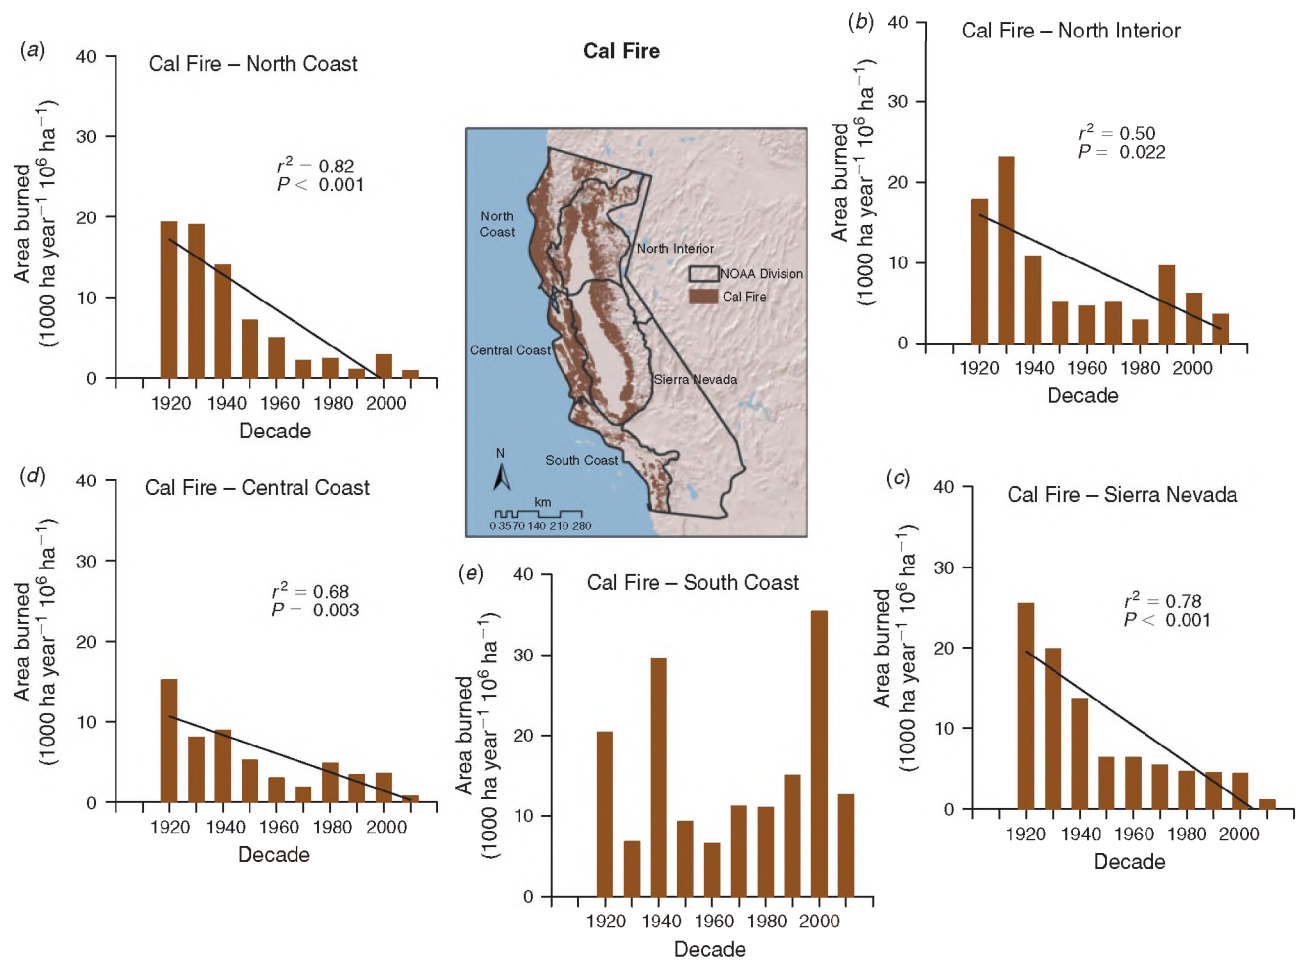 (a)
Cal Fire – North Coast
r² – 0.82
P < 0.001
Area burned
(1000 ha year⁻¹ 10⁶ ha⁻¹)
40
30
20
10
0
1920 1940 1960 1980 2000
Decade
Cal Fire
North
Coast
North Interior
NOAA Division
Cal Fire
Central Coast
Sierra Nevada
South Coast
N
km
0 35 70 140 210 280
(b)
Cal Fire – North Interior
r² = 0.50
P = 0.022
Area burned
(1000 ha year⁻¹ 10⁶ ha⁻¹)
40
30
20
10
0
1920 1940 1960 1980 2000
Decade
(d)
Cal Fire – Central Coast
r² = 0.68
P – 0.003
Area burned
(1000 ha year⁻¹ 10⁶ ha⁻¹)
40
30
20
10
0
1920 1940 1960 1980 2000
Decade
(e)
Cal Fire – South Coast
Area burned
(1000 ha year⁻¹ 10⁶ ha⁻¹)
40
30
20
10
0
1920 1940 1960 1980 2000
Decade
(c)
Cal Fire – Sierra Nevada
r² = 0.78
P < 0.001
Area burned
(1000 ha year⁻¹ 10⁶ ha⁻¹)
40
30
20
10
0
1920 1940 1960 1980 2000
Decade